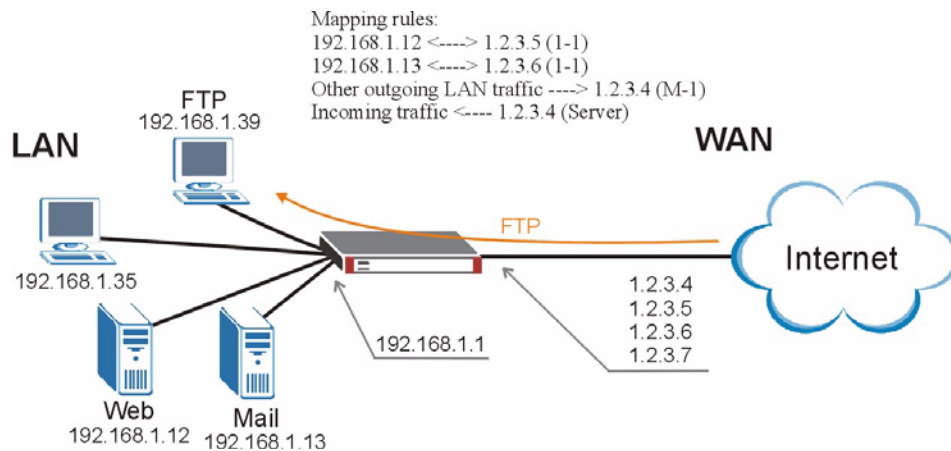 Mapping rules:
192.168.1.12 <----> 1.2.3.5 (1-1)
192.168.1.13 <----> 1.2.3.6 (1-1)
Other outgoing LAN traffic ----> 1.2.3.4 (M-1)
Incoming traffic <---- 1.2.3.4 (Server)
FTP
192.168.1.39
LAN
WAN
FTP
Internet
192.168.1.35
1.2.3.4
1.2.3.5
1.2.3.6
1.2.3.7
192.168.1.1
Web
192.168.1.12
Mail
192.168.1.13